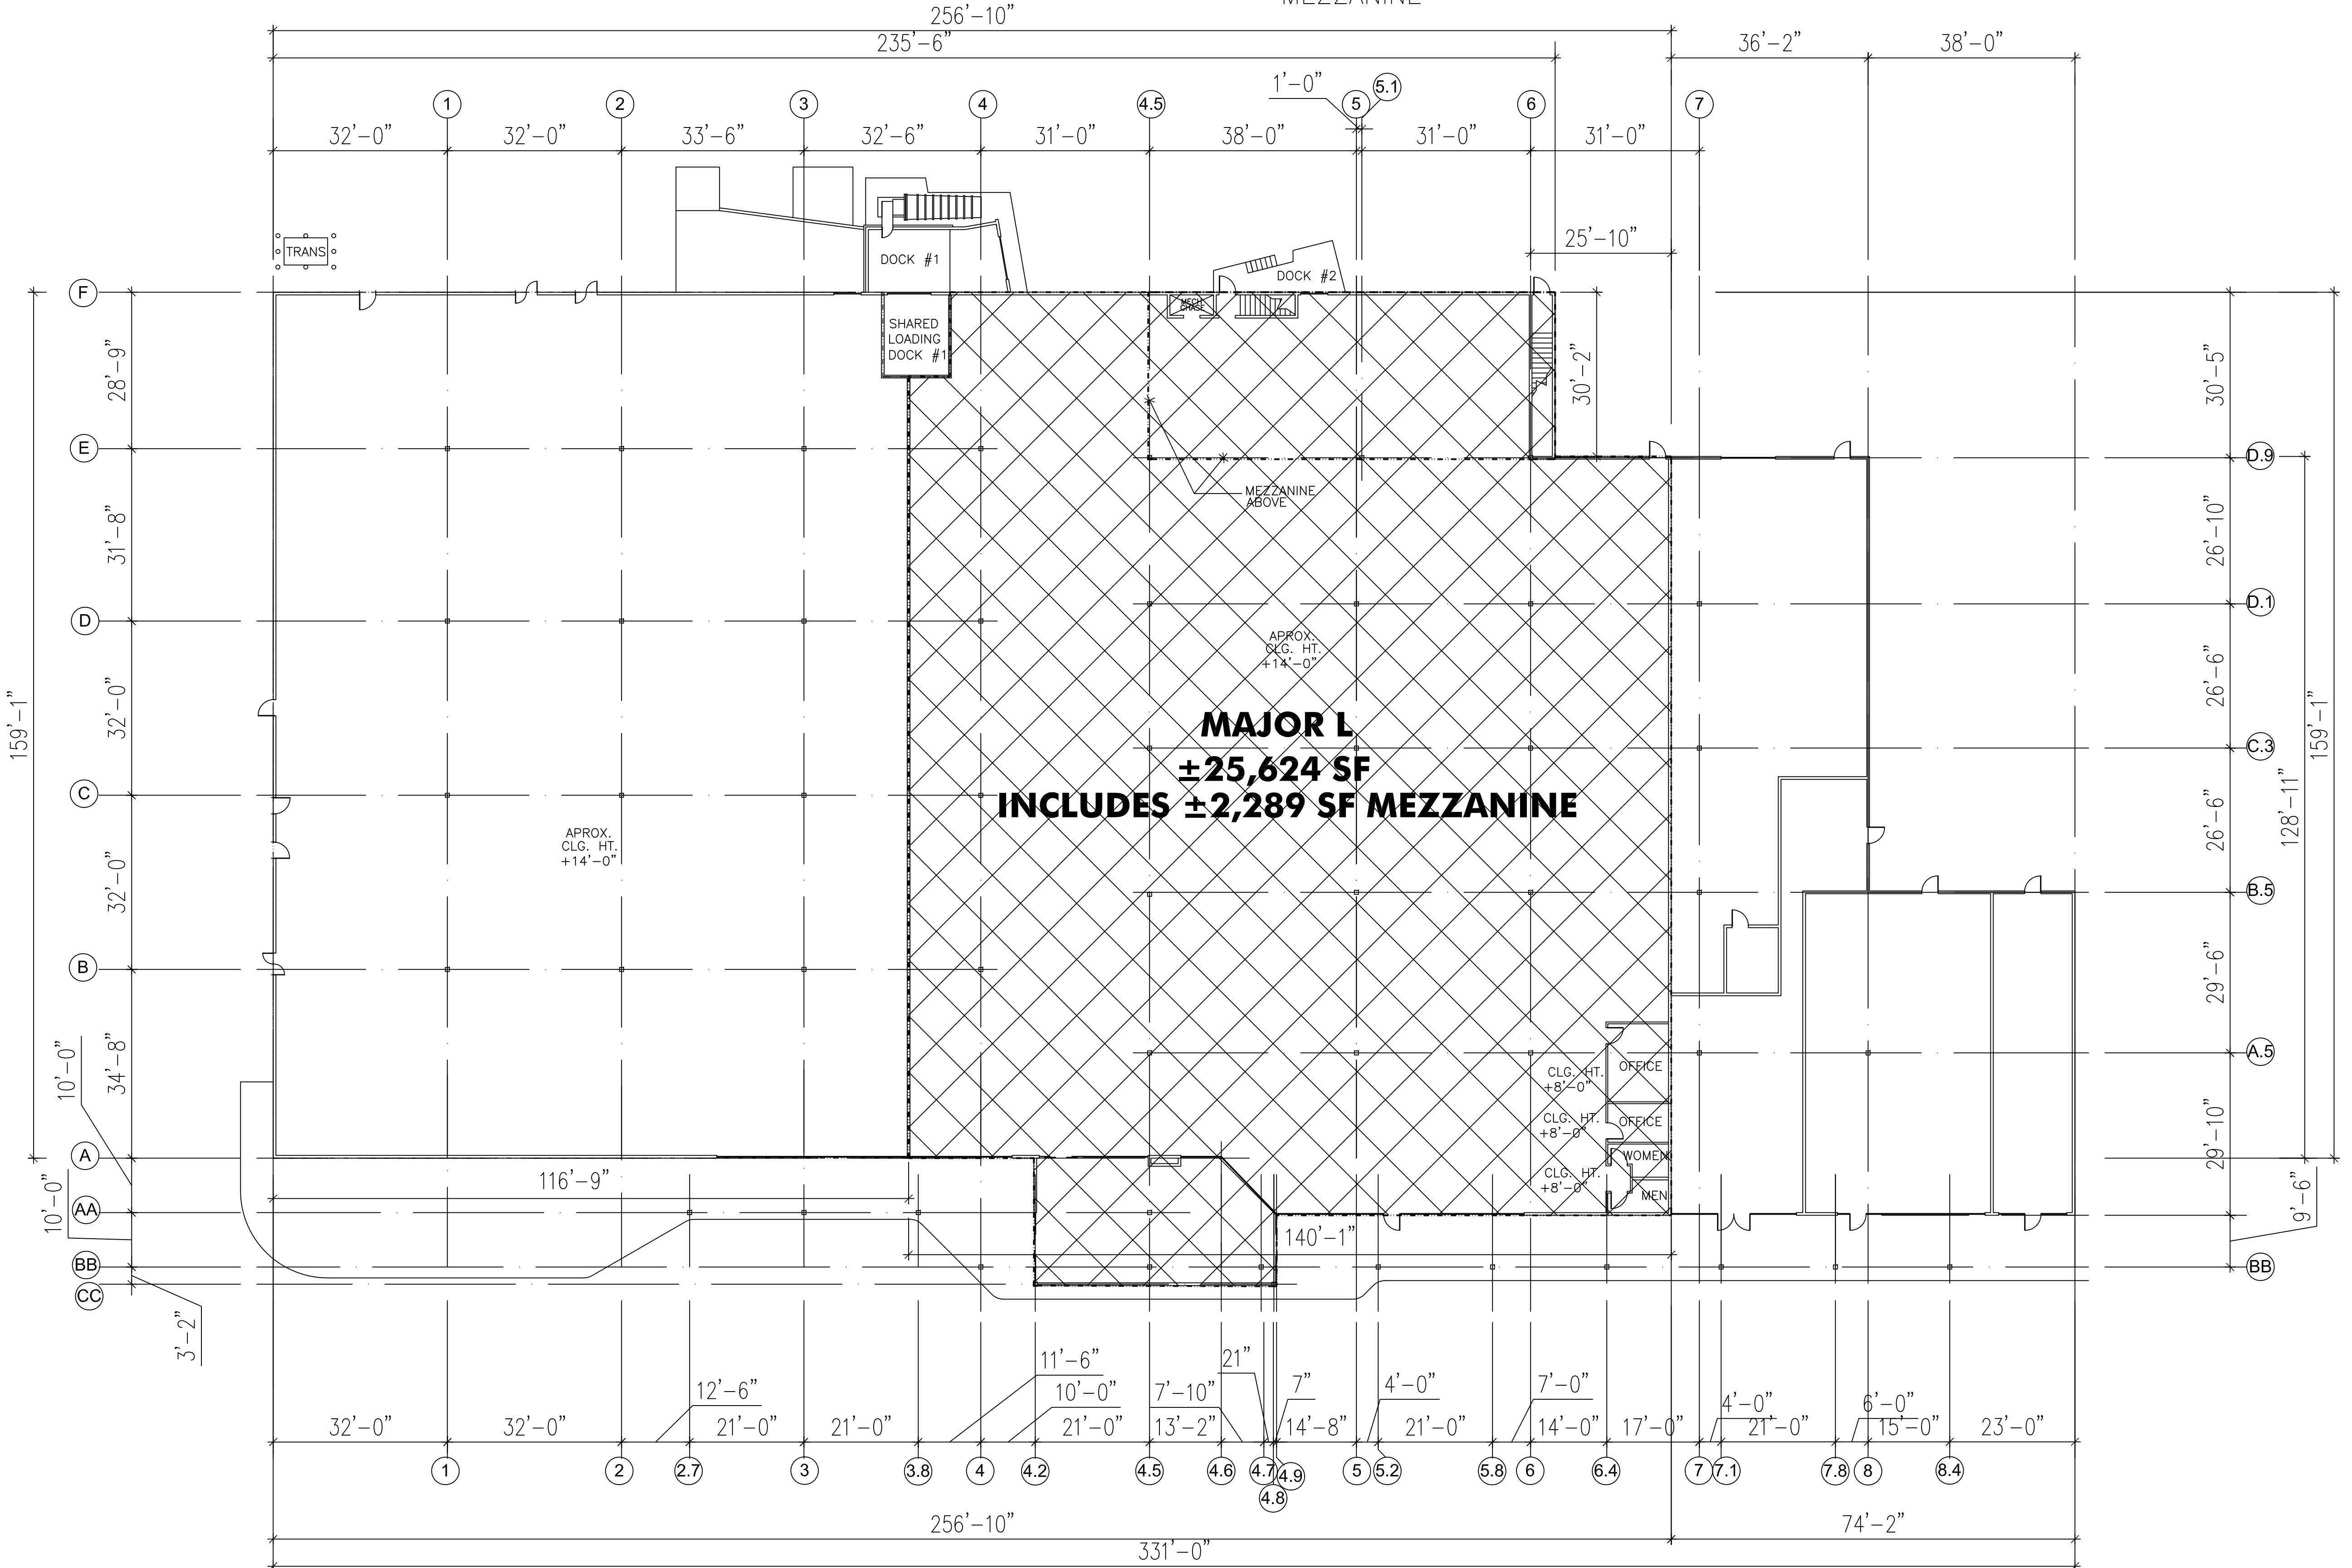 MEZZANINE
256'-10"
235'-6"
36'-2"
38'-0"
1'-0"
5.1
1
2
3
4
4.5
5
6
7
32'-0"
32'-0"
33'-6"
32'-6"
31'-0"
38'-0"
31'-0"
31'-0"
25'-10"
TRANS
DOCK #1
DOCK #2
F
MECH
CHASE
SHARED
LOADING
DOCK #1
28'-9"
30'-2"
30'-5"
E
D.9
MEZZANINE
ABOVE
31'-8"
26'-10"
D
D.1
APROX.
CLG. HT.
+14'-0"
159'-1"
32'-0"
26'-6"
159'-1"
MAJOR L
±25,624 SF
INCLUDES ±2,289 SF MEZZANINE
C.3
C
APROX.
CLG. HT.
+14'-0"
26'-6"
128'-11"
32'-0"
B.5
B
29'-6"
10'-0"
34'-8"
A.5
CLG. HT.
+8'-0"
OFFICE
CLG. HT.
+8'-0"
OFFICE
29'-10"
A
WOMEN
CLG. HT.
+8'-0"
MEN
116'-9"
10'-0"
AA
9'-6"
140'-1"
BB
BB
CC
3'-2"
12'-6"
11'-6"
10'-0"
7'-10"
21"
7"
4'-0"
7'-0"
4'-0"
6'-0"
32'-0"
32'-0"
21'-0"
21'-0"
21'-0"
13'-2"
14'-8"
21'-0"
14'-0"
17'-0"
21'-0"
15'-0"
23'-0"
1
2
2.7
3
3.8
4
4.2
4.5
4.6
4.7
4.8
4.9
5
5.2
5.8
6
6.4
7
7.1
7.8
8
8.4
256'-10"
74'-2"
331'-0"